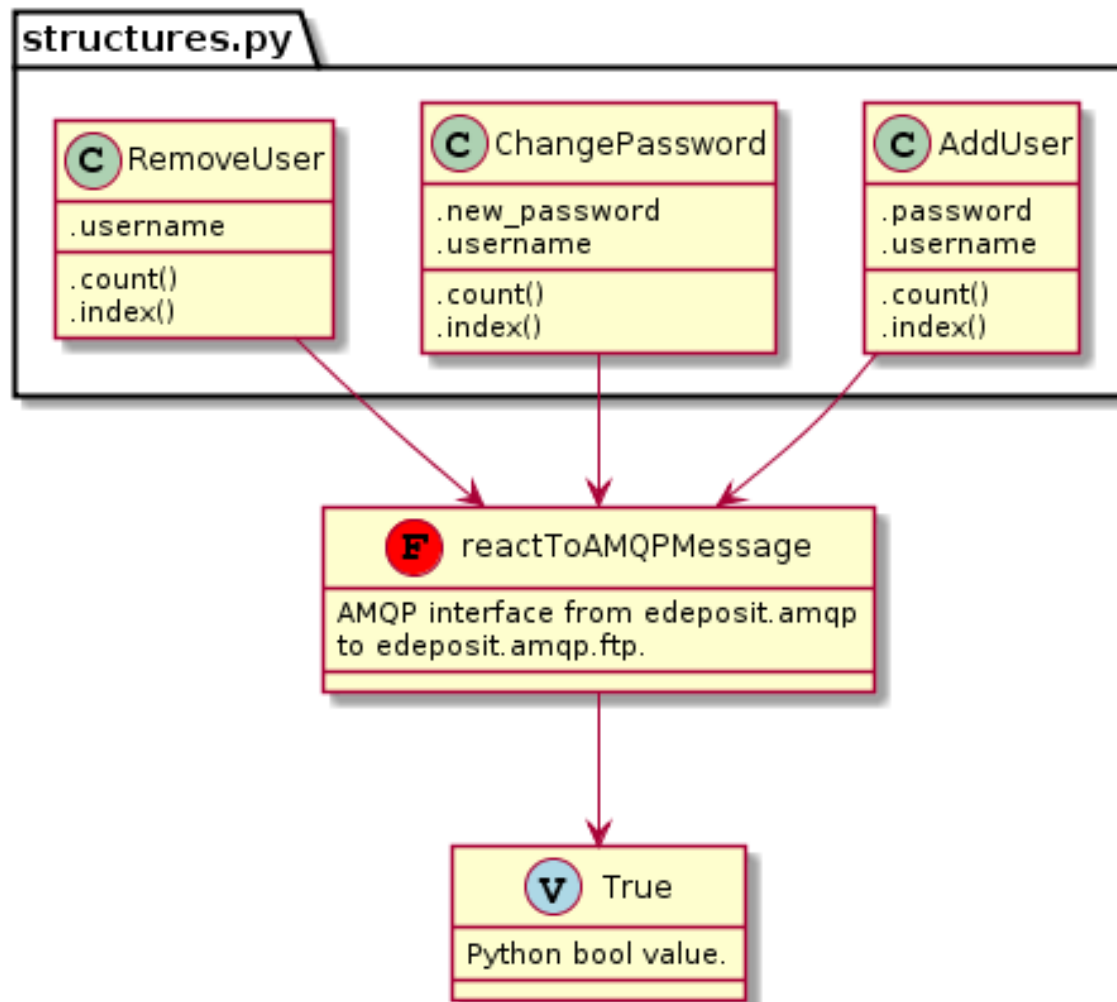 structures.py
C RemoveUser
.username
.count()
.index()
C ChangePassword
.new_password
.username
.count()
.index()
C AddUser
.password
.username
.count()
.index()
F reactToAMQPMessage
AMQP interface from edeposit.amqp
to edeposit.amqp.ftp.
V True
Python bool value.